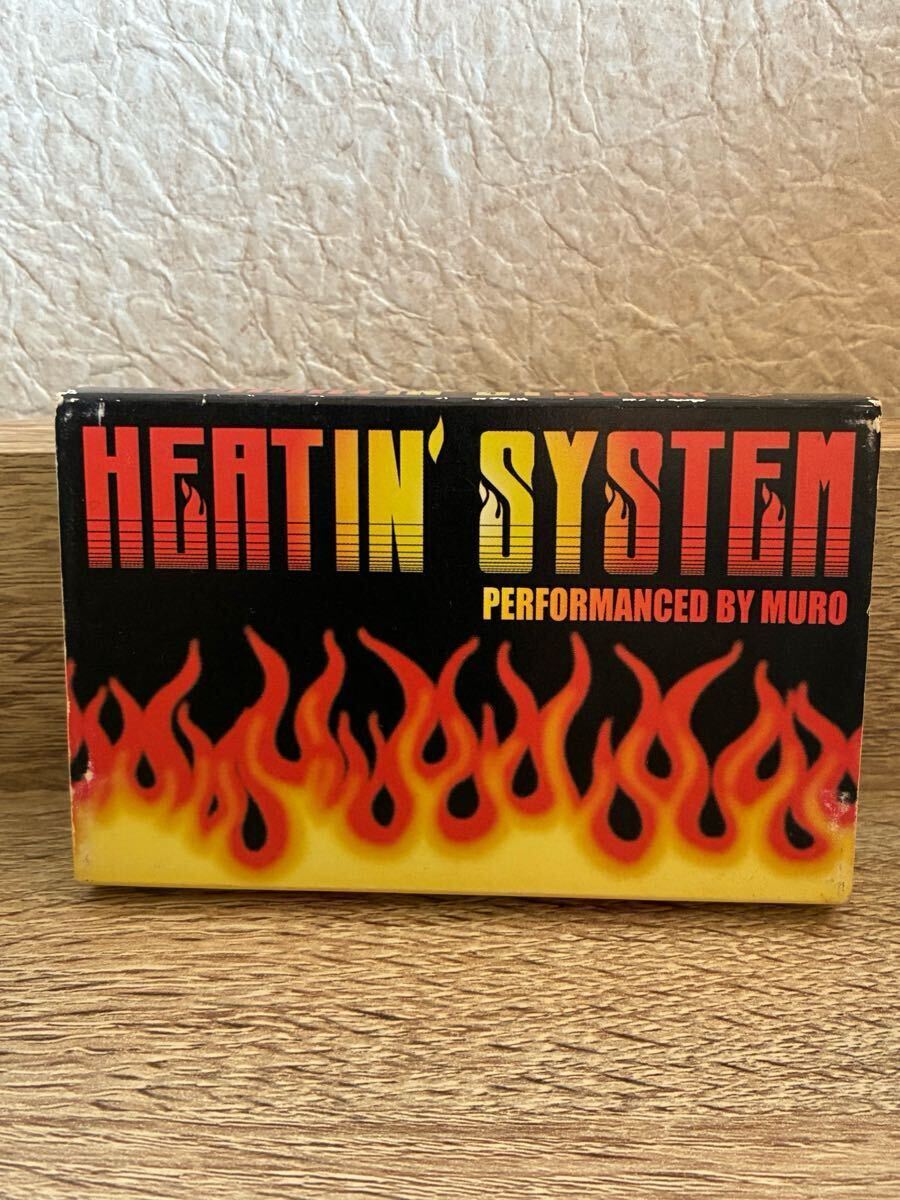 HEATIN' SYSTEM
PERFORMANCED BY MURO